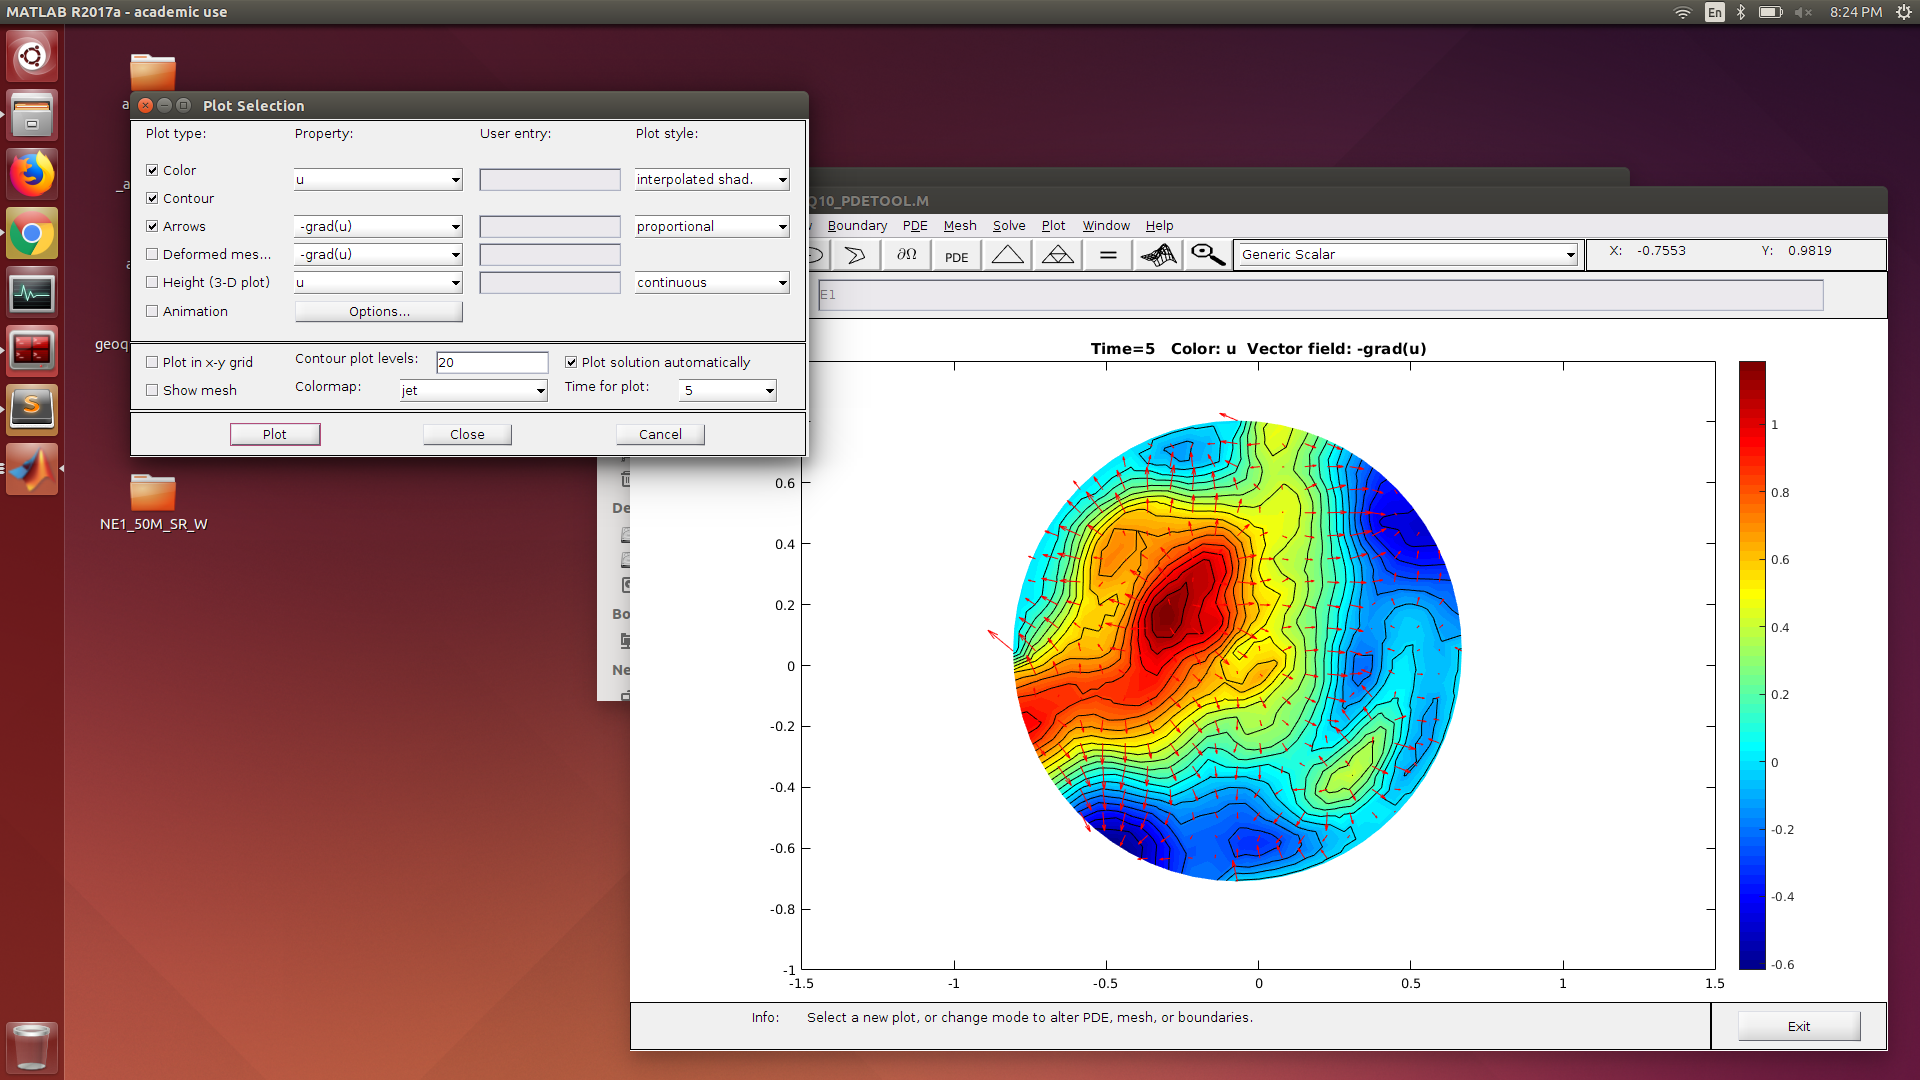 MATLAB R2017a - academic use
En
8:24 PM
Plot Selection
Plot type:
Property:
User entry:
Plot style:
Color
u
interpolated shad.
Contour
Arrows
-grad(u)
proportional
Deformed mes...
-grad(u)
Height (3-D plot)
u
continuous
Animation
Options...
Plot in x-y grid
Contour plot levels:
20
Plot solution automatically
Show mesh
Colormap:
jet
Time for plot:
5
Plot
Close
Cancel
NE1_50M_SR_W
Q10_PDETOOL.M
Boundary PDE Mesh Solve Plot Window Help
∂Ω
PDE
=
Generic Scalar
X: -0.7553
Y: 0.9819
E1
Time=5 Color: u Vector field: -grad(u)
0.6
0.4
0.2
0
-0.2
-0.4
-0.6
-0.8
-1
-1.5
-1
-0.5
0
0.5
1
1.5
1
0.8
0.6
0.4
0.2
0
-0.2
-0.4
-0.6
De
Bo
Ne
Info: Select a new plot, or change mode to alter PDE, mesh, or boundaries.
Exit